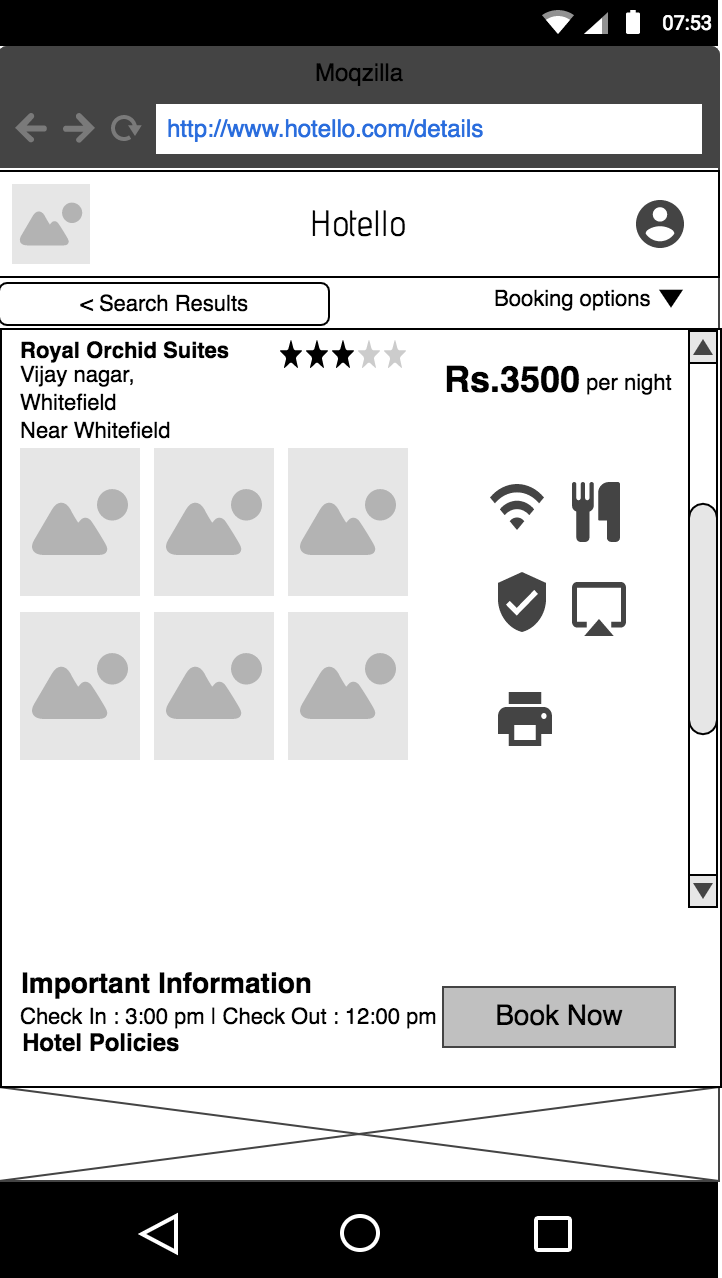 07:53
Moqzilla
http://www.hotello.com/details
Hotello
< Search Results
Booking options
Royal Orchid Suites
Vijay nagar,
Whitefield
Near Whitefield
Rs.3500 per night
Important Information
Check In : 3:00 pm | Check Out : 12:00 pm
Hotel Policies
Book Now